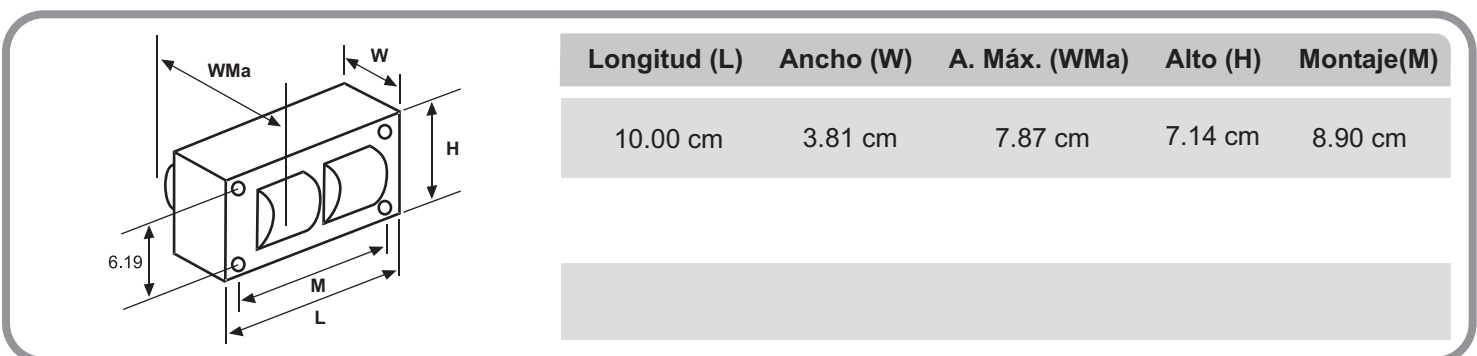 WMa
W
H
6.19
M
L
Longitud (L) Ancho (W) A. Máx. (WMa) Alto (H) Montaje(M)
10.00 cm 3.81 cm 7.87 cm 7.14 cm 8.90 cm